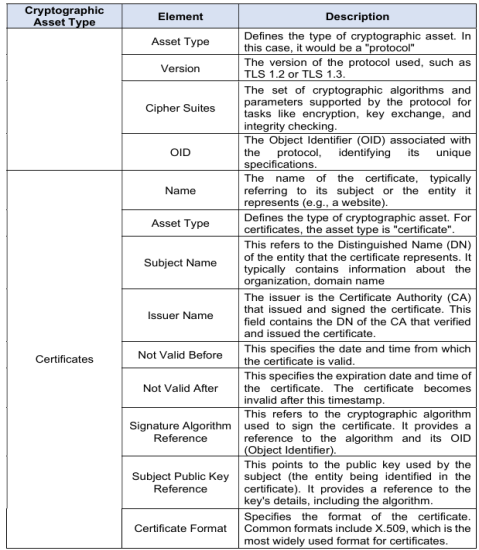 Cryptographic
Asset Type
Element
Description
Asset Type
Defines the type of cryptographic asset. In
this case, it would be a "protocol"
Version
The version of the protocol used, such as
TLS 1.2 or TLS 1.3.
Cipher Suites
The set of cryptographic algorithms and
parameters supported by the protocol for
tasks like encryption, key exchange, and
integrity checking.
OID
The Object Identifier (OID) associated with
the protocol, identifying its unique
specifications.
Certificates
Name
The name of the certificate, typically
referring to its subject or the entity it
represents (e.g., a website).
Asset Type
Defines the type of cryptographic asset. For
certificates, the asset type is "certificate".
Subject Name
This refers to the Distinguished Name (DN)
of the entity that the certificate represents. It
typically contains information about the
organization, domain name
Issuer Name
The issuer is the Certificate Authority (CA)
that issued and signed the certificate. This
field contains the DN of the CA that verified
and issued the certificate.
Not Valid Before
This specifies the date and time from which
the certificate is valid.
Not Valid After
This specifies the expiration date and time of
the certificate. The certificate becomes
invalid after this timestamp.
Signature Algorithm
Reference
This refers to the cryptographic algorithm
used to sign the certificate. It provides a
reference to the algorithm and its OID
(Object Identifier).
Subject Public Key
Reference
This points to the public key used by the
subject (the entity being identified in the
certificate). It provides a reference to the
key's details, including the algorithm.
Certificate Format
Specifies the format of the certificate.
Common formats include X.509, which is the
most widely used format for certificates.